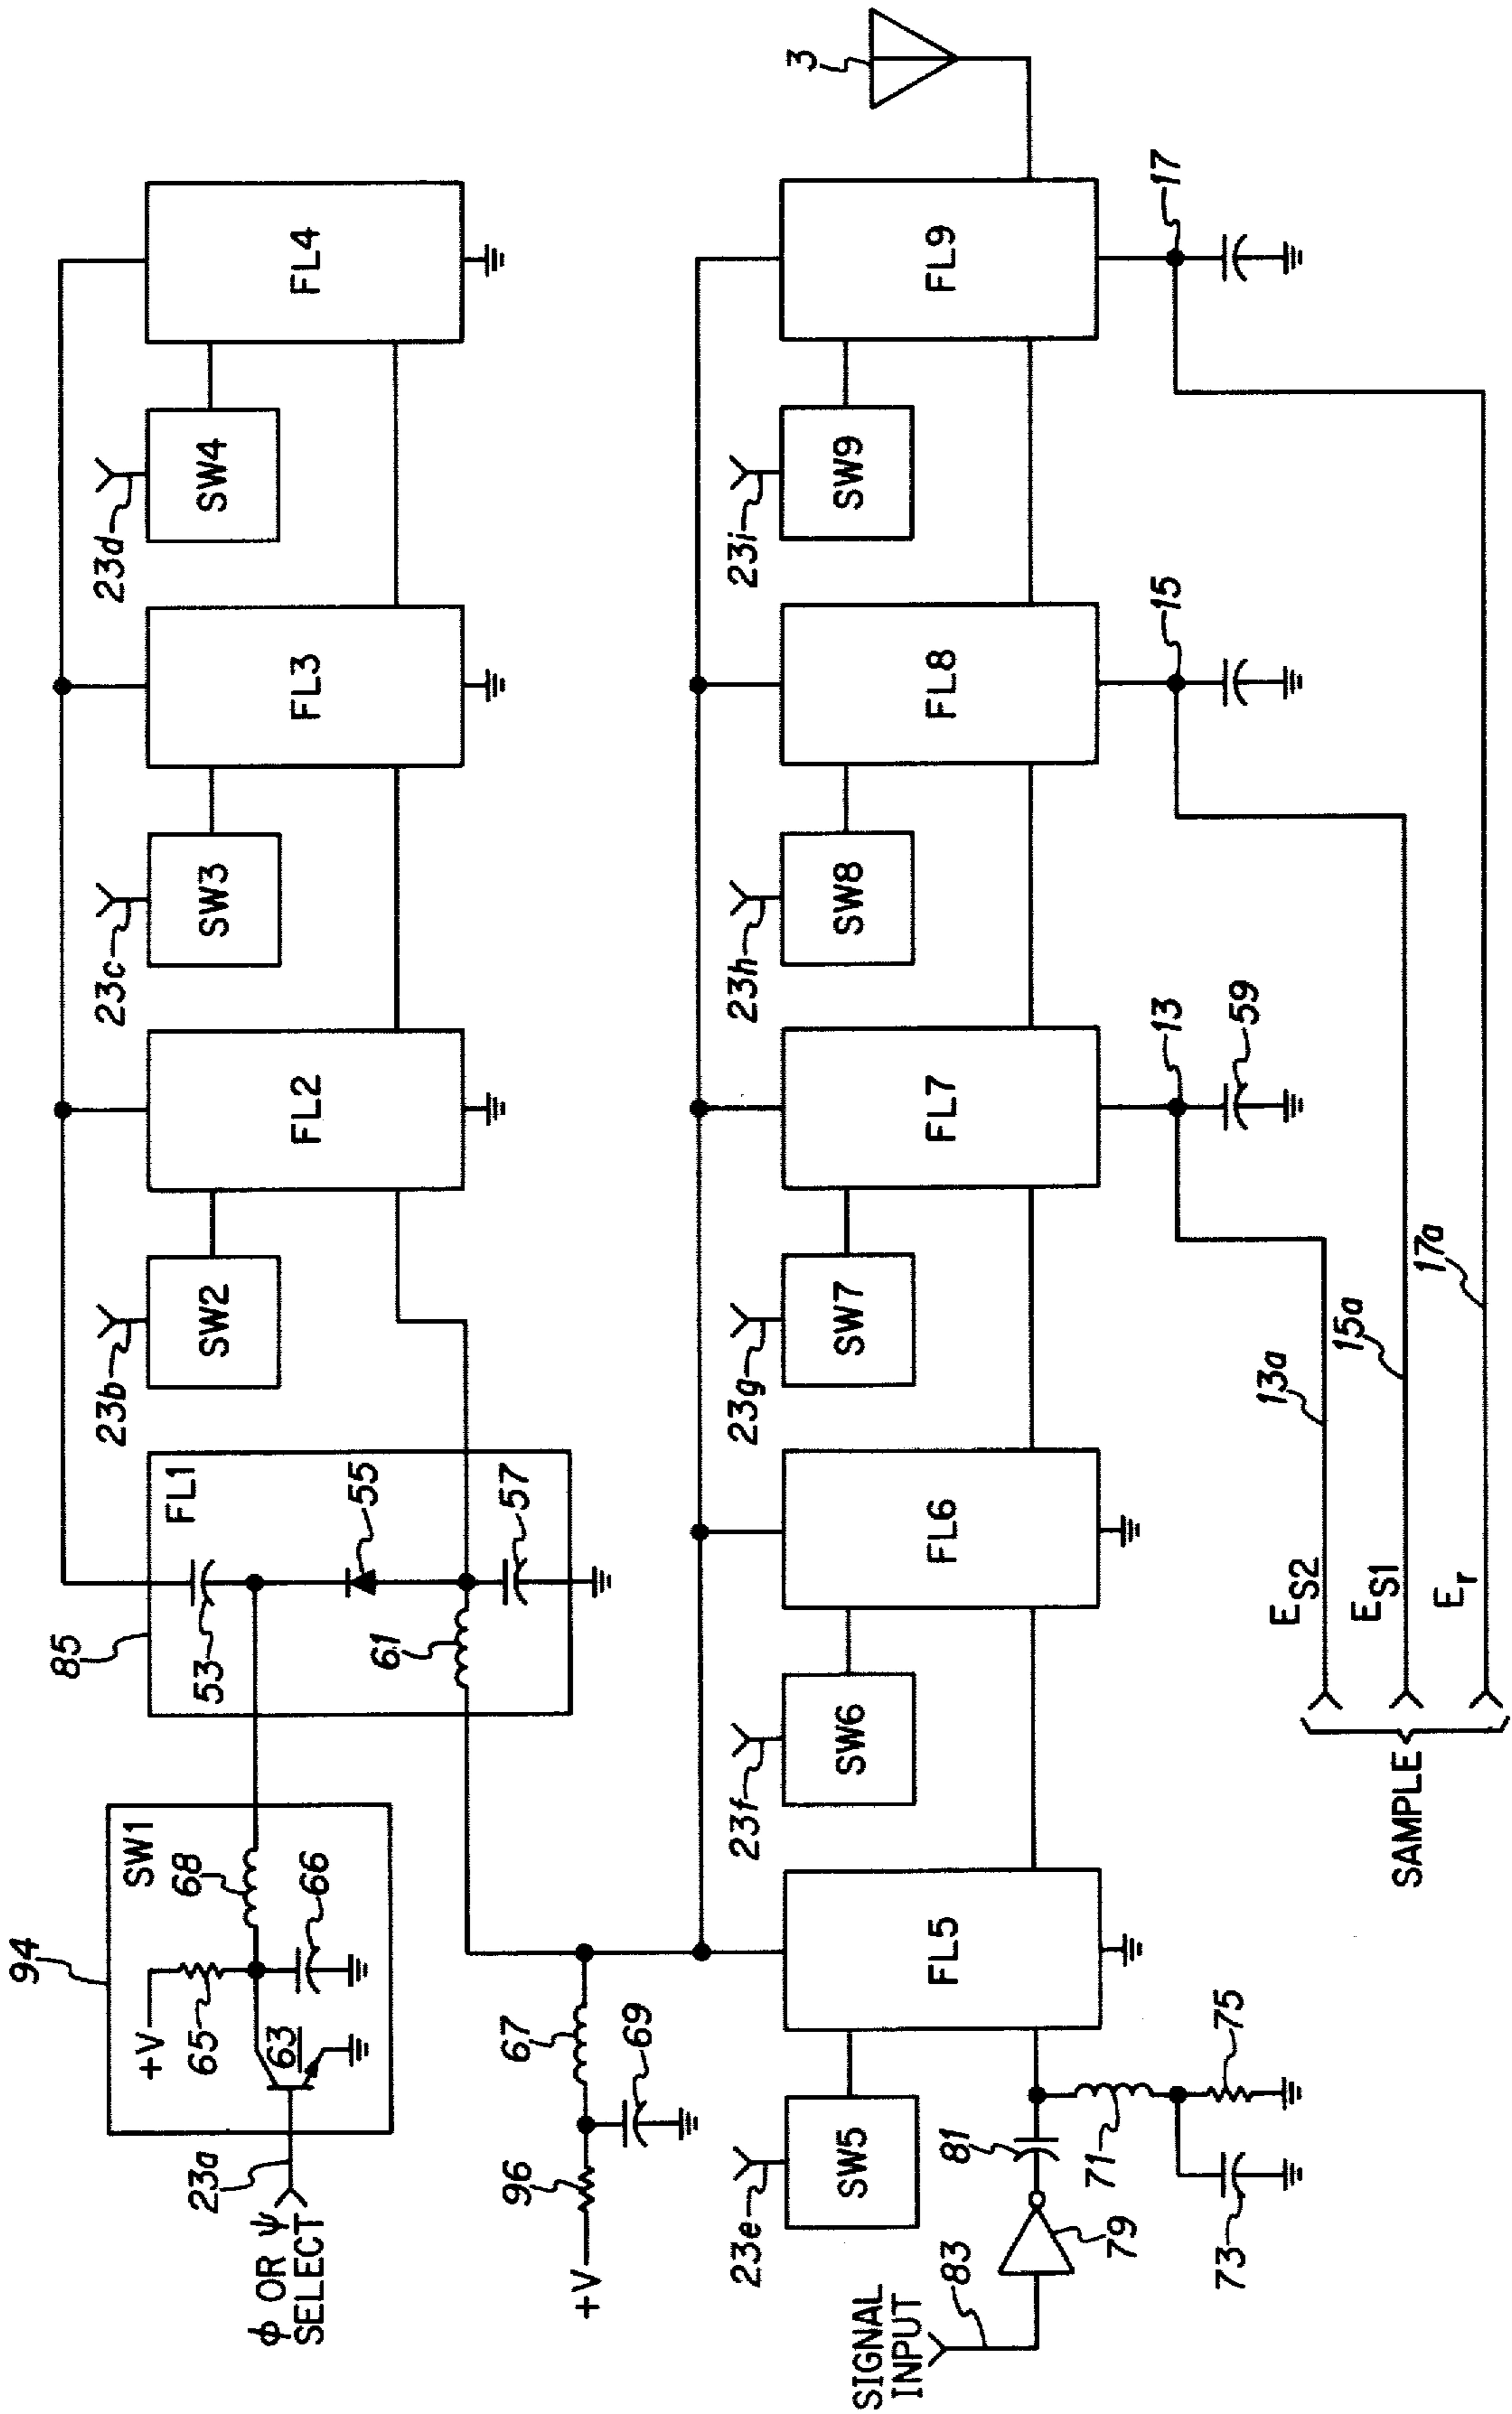 94
SW1
+V
65
68
63
66
23a
ϕ OR ψ
SELECT
85
FL1
53
55
61
57
23b
SW2
FL2
23c
SW3
FL3
23d
SW4
FL4
+V
96
67
69
23e
SW5
FL5
23f
SW6
FL6
23g
SW7
FL7
23h
SW8
FL8
23i
SW9
FL9
3
SIGNAL
INPUT
83
79
81
71
73
75
13
59
15
17
13a
15a
17a
SAMPLE
ES2
ES1
Er